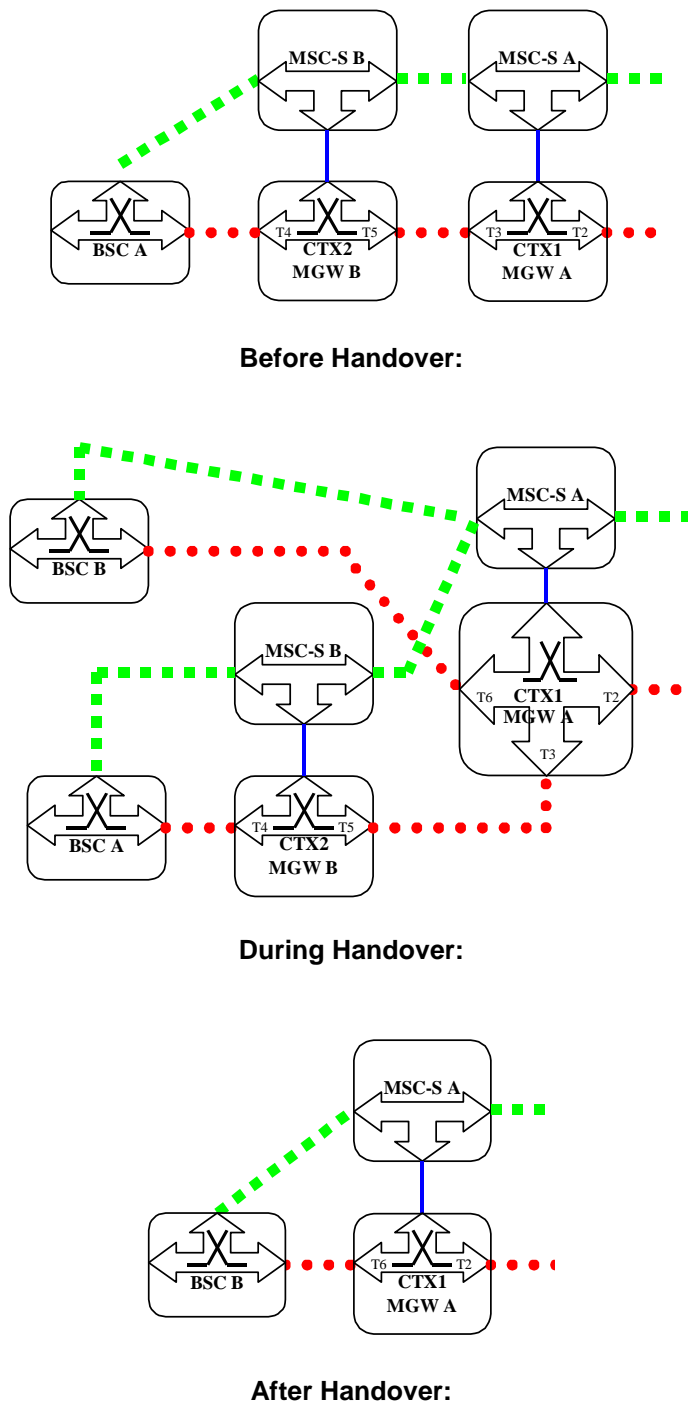 MSC-S B
MSC-S A
BSC A
T4
T5
CTX2
MGW B
T3
T2
CTX1
MGW A
Before Handover:
MSC-S A
BSC B
MSC-S B
T6
CTX1
T2
MGW A
T3
BSC A
T4
T5
CTX2
MGW B
During Handover:
MSC-S A
BSC B
T6
T2
CTX1
MGW A
After Handover: